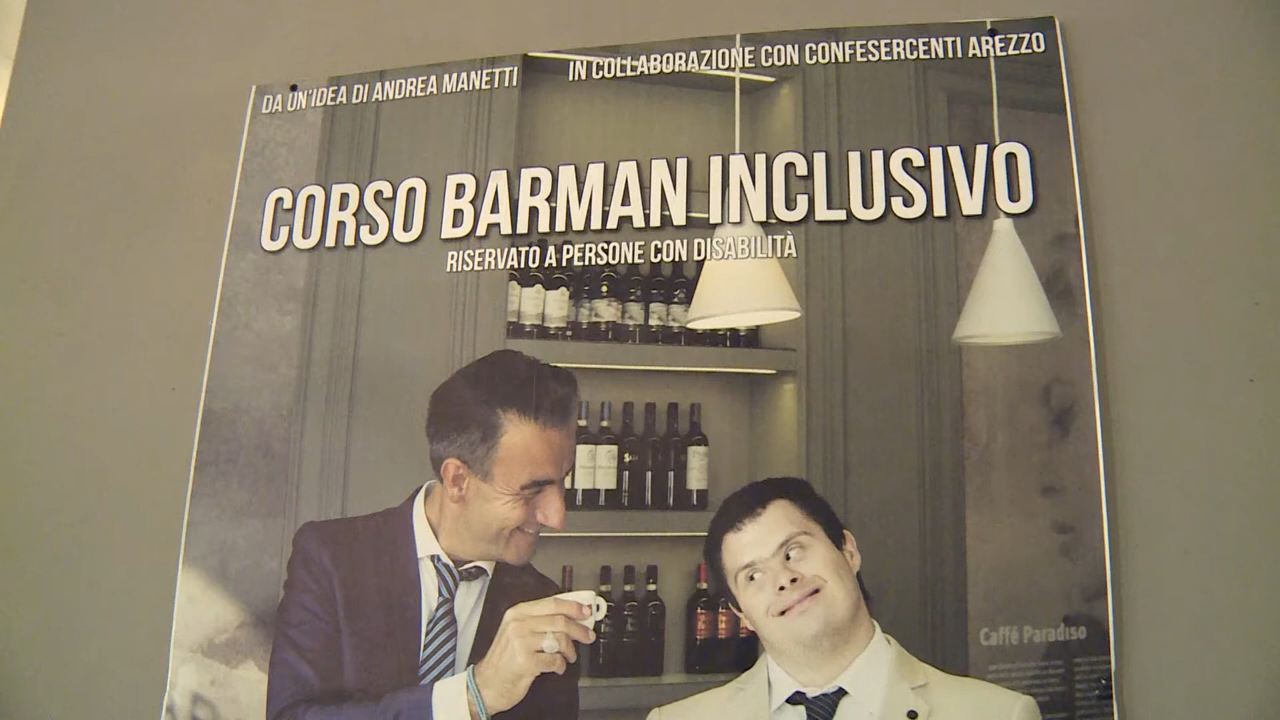 DA UN'IDEA DI ANDREA MANETTI
IN COLLABORAZIONE CON CONFESERCENTI AREZZO
CORSO BARMAN INCLUSIVO
RISERVATO A PERSONE CON DISABILITÀ
Caffé Paradiso